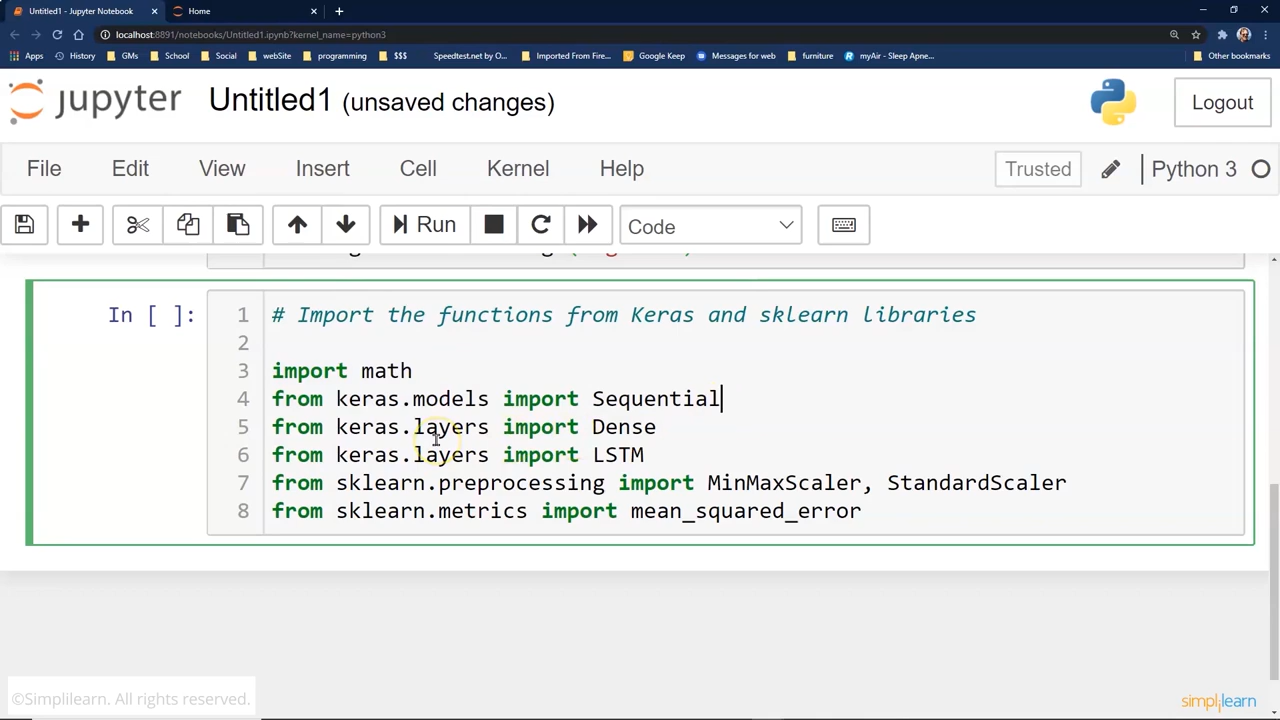 Untitled1 - Jupyter Notebook
Home
localhost:8891/notebooks/Untitled1.ipynb?kernel_name=python3
Apps History GMs School Social webSite programming $$$ Speedtest.net by O... Imported From Fire... Google Keep Messages for web furniture myAir - Sleep Apne... Other bookmarks
jupyter Untitled1 (unsaved changes) Logout
File Edit View Insert Cell Kernel Help Trusted Python 3
Run Code
In [ ]:
1 # Import the functions from Keras and sklearn libraries
2
3 import math
4 from keras.models import Sequential
5 from keras.layers import Dense
6 from keras.layers import LSTM
7 from sklearn.preprocessing import MinMaxScaler, StandardScaler
8 from sklearn.metrics import mean_squared_error
©Simplilearn. All rights reserved.
simplilearn